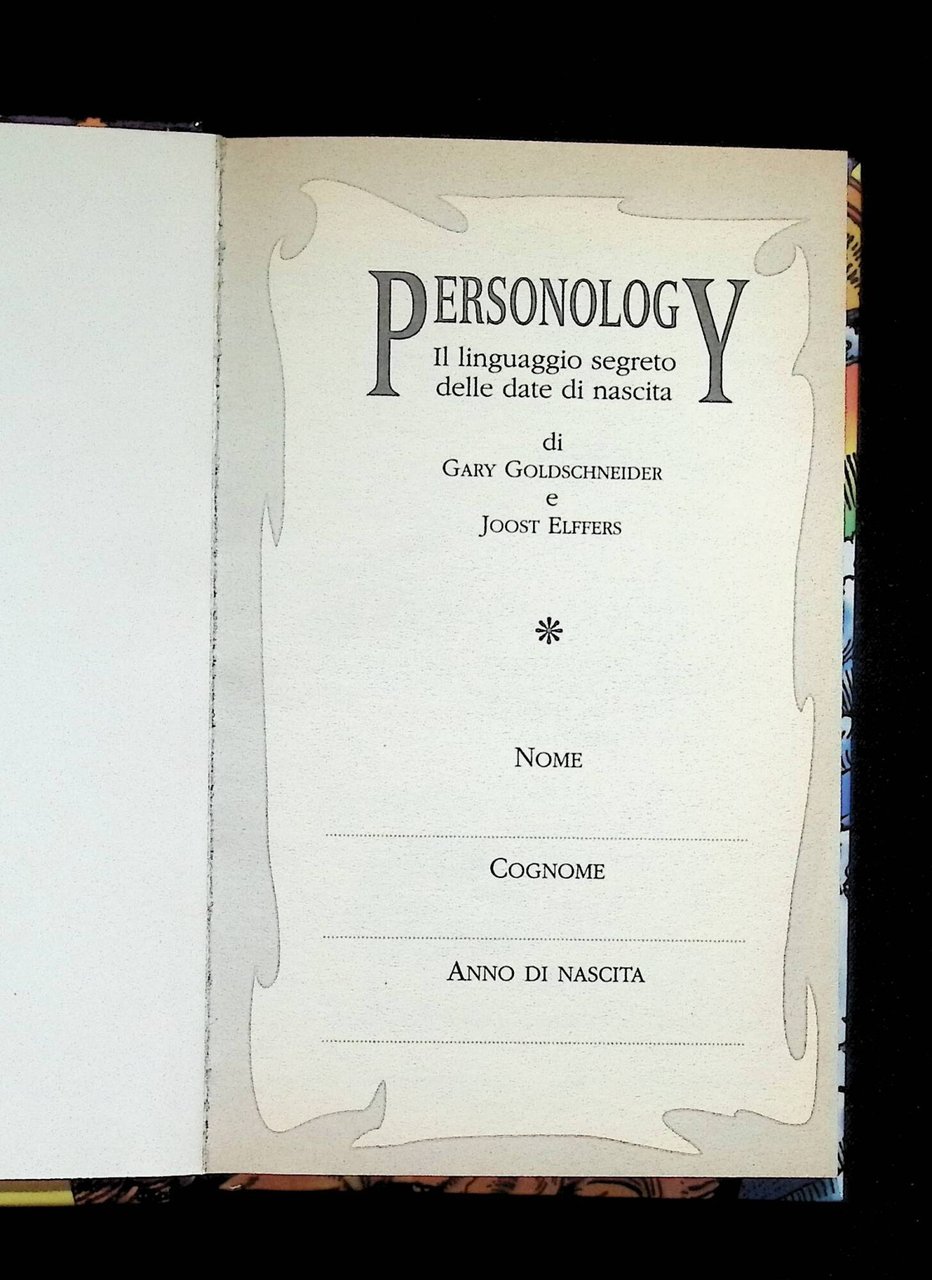 PERSONOLOGY
Il linguaggio segreto
delle date di nascita
di
GARY GOLDSCHNEIDER
e
JOOST ELFFERS
NOME
COGNOME
ANNO DI NASCITA